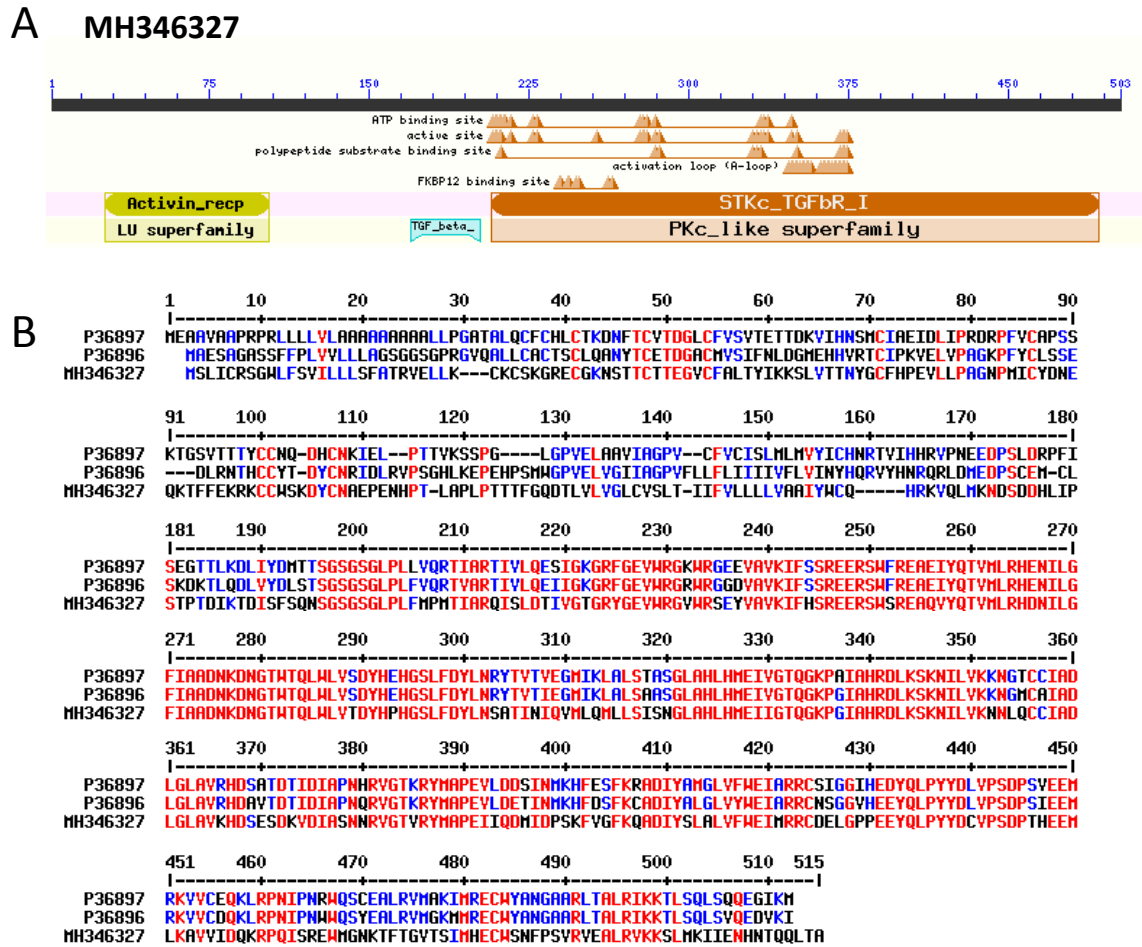 A MH346327
1 75 150 225 300 375 450 503
ATP binding site
active site
polypeptide substrate binding site
activation loop (A-loop)
FKBP12 binding site
Activin_recp STKc_TGFbR_I
LU superfamily TGF_beta_ PKc_like superfamily
B
1 10 20 30 40 50 60 70 80 90
|--------+---------+---------+---------+---------+---------+---------+---------+---------|
P36897 MEAAVAAPRPRLLLLVLAAAAAAAAALLPGATALQCFCHLCTKDNFTCVTDGLCFVSVTETTDKVIHNSMCIAEIDLIPRDRPFVCAPSS
P36896 MAESAGASSFFPLVVLLLAGSGGSGPRGVQALLCACTSCLQANYTCETDGACMVSIFNLDGMEHHVRTCIPKVELVPAGKPFYCLSSE
MH346327 MSLICRSGWLFSVILLLSFATRVELLK---CKCSKGRECGKNSTTCTTEGVCFALTYIKKSLVTTNYGCFHPEVLLPAGNPMICYDNE
91 100 110 120 130 140 150 160 170 180
|--------+---------+---------+---------+---------+---------+---------+---------+---------|
P36897 KTGSVTTTYCCNQ-DHCNKIEL--PTTVKSSPG----LGPVELAAVIAGPV--CFVCISLMLMVYICHNRTVIHHRVPNEEDPSLDRPFI
P36896 ---DLRNTHCCYT-DYCNRIDLRVPSGHLKEPEHPSMWGPVELVGIIAGPVFLLFLIIIIVFLVINYHQRVYHNRQRLDMEDPSCEM-CL
MH346327 QKTFFEKRKCCWSKDYCNAEPENHPT-LAPLPTTTFGQDTLVLVGLCVSLT-IIFVLLLLVAAIYWCQ-----HRKVQLMKNDSDDHLIP
181 190 200 210 220 230 240 250 260 270
|--------+---------+---------+---------+---------+---------+---------+---------+---------|
P36897 SEGTTLKDLIYDMTTSGSGSGLPLLVQRTIARTIVLQESIGKGRFGEVWRGKWRGEEVAVKIFSSREERSWFREAEIYQTVMLRHENILG
P36896 SKDKTLQDLVYDLSTSGSGSGLPLFVQRTVARTIVLQEIIGKGRFGEVWRGRWRGGDVAVKIFSSREERSWFREAEIYQTVMLRHENILG
MH346327 STPTDIKTDISFSQNSGSGSGLPLFMPMTIARQISLDTIVGTGRYGEVWRGVWRSEYVAVKIFHSREERSWSREAQVYQTVMLRHDNILG
271 280 290 300 310 320 330 340 350 360
|--------+---------+---------+---------+---------+---------+---------+---------+---------|
P36897 FIAADNKDNGTWTQLWLVSDYHEHGSLFDYLNRYTVTVEGMIKLALSTASGLAHLHMEIVGTQGKPAIAHRDLKSKNILVKKNGTCCIAD
P36896 FIAADNKDNGTWTQLWLVSDYHEHGSLFDYLNRYTVTIEGMIKLALSAASGLAHLHMEIVGTQGKPGIAHRDLKSKNILVKKNGMCAIAD
MH346327 FIAADNKDNGTWTQLWLVTDYHPHGSLFDYLNSATINIQVMLQMLLSISNGLAHLHMEIIGTQGKPGIAHRDLKSKNILVKNNLQCCIAD
361 370 380 390 400 410 420 430 440 450
|--------+---------+---------+---------+---------+---------+---------+---------+---------|
P36897 LGLAVRHDSATDTIDIAPNHRVGTKRYMAPEVLDDSINMKHFESFKRADIYAMGLVFWEIARRCSIGGIHEDYQLPYYDLVPSDPSVEEM
P36896 LGLAVRHDAVTDTIDIAPNQRVGTKRYMAPEVLDETINMKHFDSFKCADIYALGLVYWEIARRCNSGGVHEEYQLPYYDLVPSDPSIEEM
MH346327 LGLAVKHDSESDKVDIASNNRVGTVRYMAPEIIQDMIDPSKFVGFKQADIYSLALVFWEIMRRCDELGPPEEYQLPYYDCVPSDPTHEEM
451 460 470 480 490 500 510 515
|--------+---------+---------+---------+---------+---------+----|
P36897 RKVVCEQKLRPNIPNRWQSCEALRVMAKIMRECWYANGAARLTALRIKKTLSQLSQQEGIKM
P36896 RKVVCDQKLRPNIPNWWQSYEALRVMGKMMRECWYANGAARLTALRIKKTLSQLSVQEDVKI
MH346327 LKAVVIDQKRPQISREWMGNKTFTGVTSIMHECWSNFPSVRVEALRVKKSLMKIIENHNTQQLTA